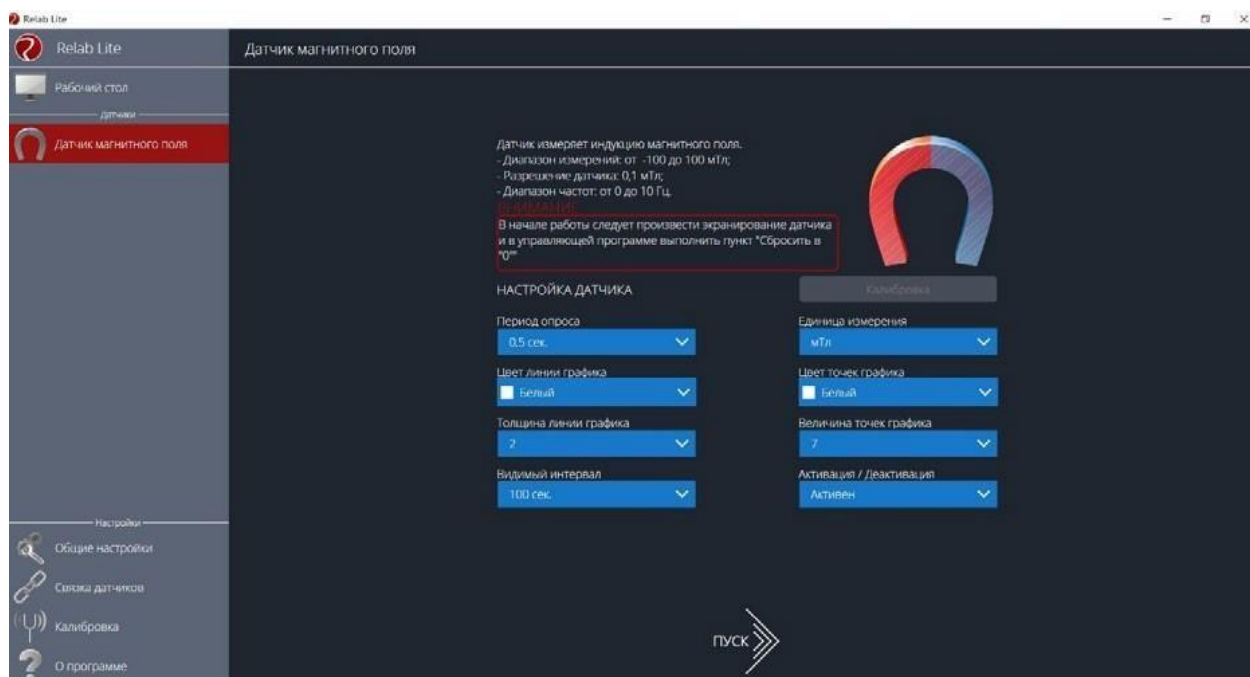 Relab Lite
Relab Lite
Датчик магнитного поля
Рабочий стол
Датчики
Датчик магнитного поля
Датчик измеряет индукцию магнитного поля.
- Диапазон измерений: от -100 до 100 мТл;
- Разрешение датчика: 0,1 мТл;
- Диапазон частот: от 0 до 10 Гц.
ВНИМАНИЕ
В начале работы следует произвести экранирование датчика
и в управляющей программе выполнить пункт "Сбросить в
"0""
НАСТРОЙКА ДАТЧИКА
Калибровка
Период опроса
Единица измерения
0,5 сек.
мТл
Цвет линии графика
Цвет точек графика
Белый
Белый
Толщина линии графика
Величина точек графика
2
7
Видимый интервал
Активация / Деактивация
100 сек.
Активен
Настройки
Общие настройки
Связка датчиков
Калибровка
О программе
ПУСК